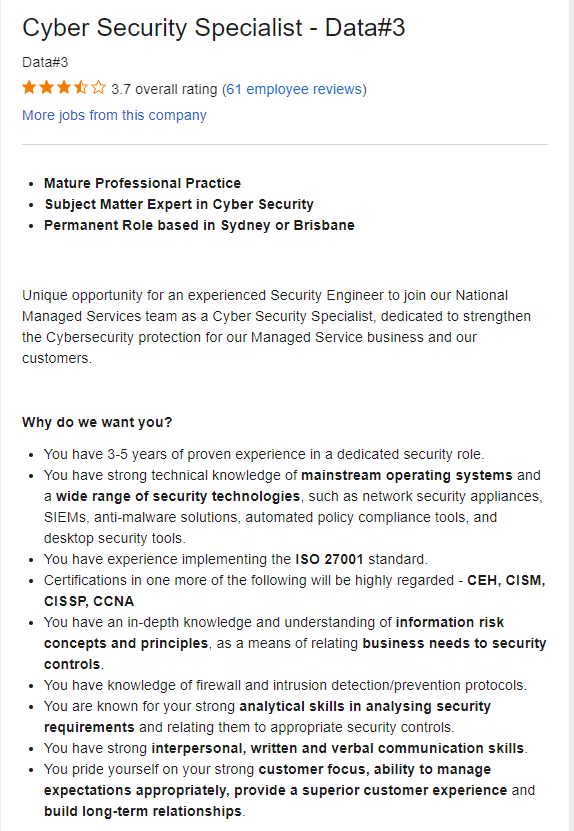 Cyber Security Specialist - Data#3
Data#3
3.7 overall rating (61 employee reviews)
More jobs from this company
• Mature Professional Practice
• Subject Matter Expert in Cyber Security
• Permanent Role based in Sydney or Brisbane
Unique opportunity for an experienced Security Engineer to join our National
Managed Services team as a Cyber Security Specialist, dedicated to strengthen
the Cybersecurity protection for our Managed Service business and our
customers.
Why do we want you?
• You have 3-5 years of proven experience in a dedicated security role.
• You have strong technical knowledge of mainstream operating systems and
a wide range of security technologies, such as network security appliances,
SIEMs, anti-malware solutions, automated policy compliance tools, and
desktop security tools.
• You have experience implementing the ISO 27001 standard.
• Certifications in one more of the following will be highly regarded - CEH, CISM,
CISSP, CCNA
• You have an in-depth knowledge and understanding of information risk
concepts and principles, as a means of relating business needs to security
controls.
• You have knowledge of firewall and intrusion detection/prevention protocols.
• You are known for your strong analytical skills in analysing security
requirements and relating them to appropriate security controls.
• You have strong interpersonal, written and verbal communication skills.
• You pride yourself on your strong customer focus, ability to manage
expectations appropriately, provide a superior customer experience and
build long-term relationships.